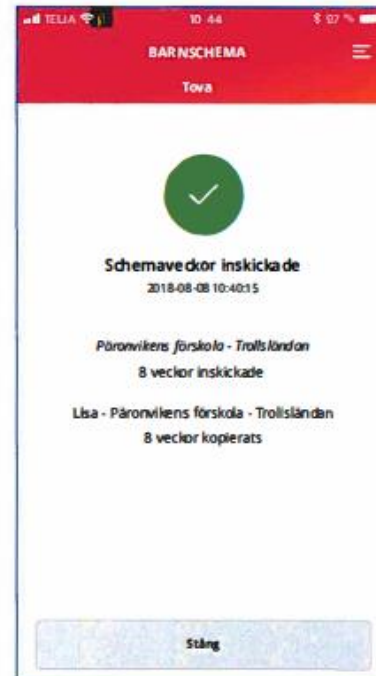 TELIA 10 44 97 %
BARNSCHEMA
Tova
Schemaveckor inskickade
2018-08-08 10:40:15
Päronvikens förskola - Trollsländan
8 veckor inskickade
Lisa - Päronvikens förskola - Trollsländan
8 veckor kopierats
Stäng